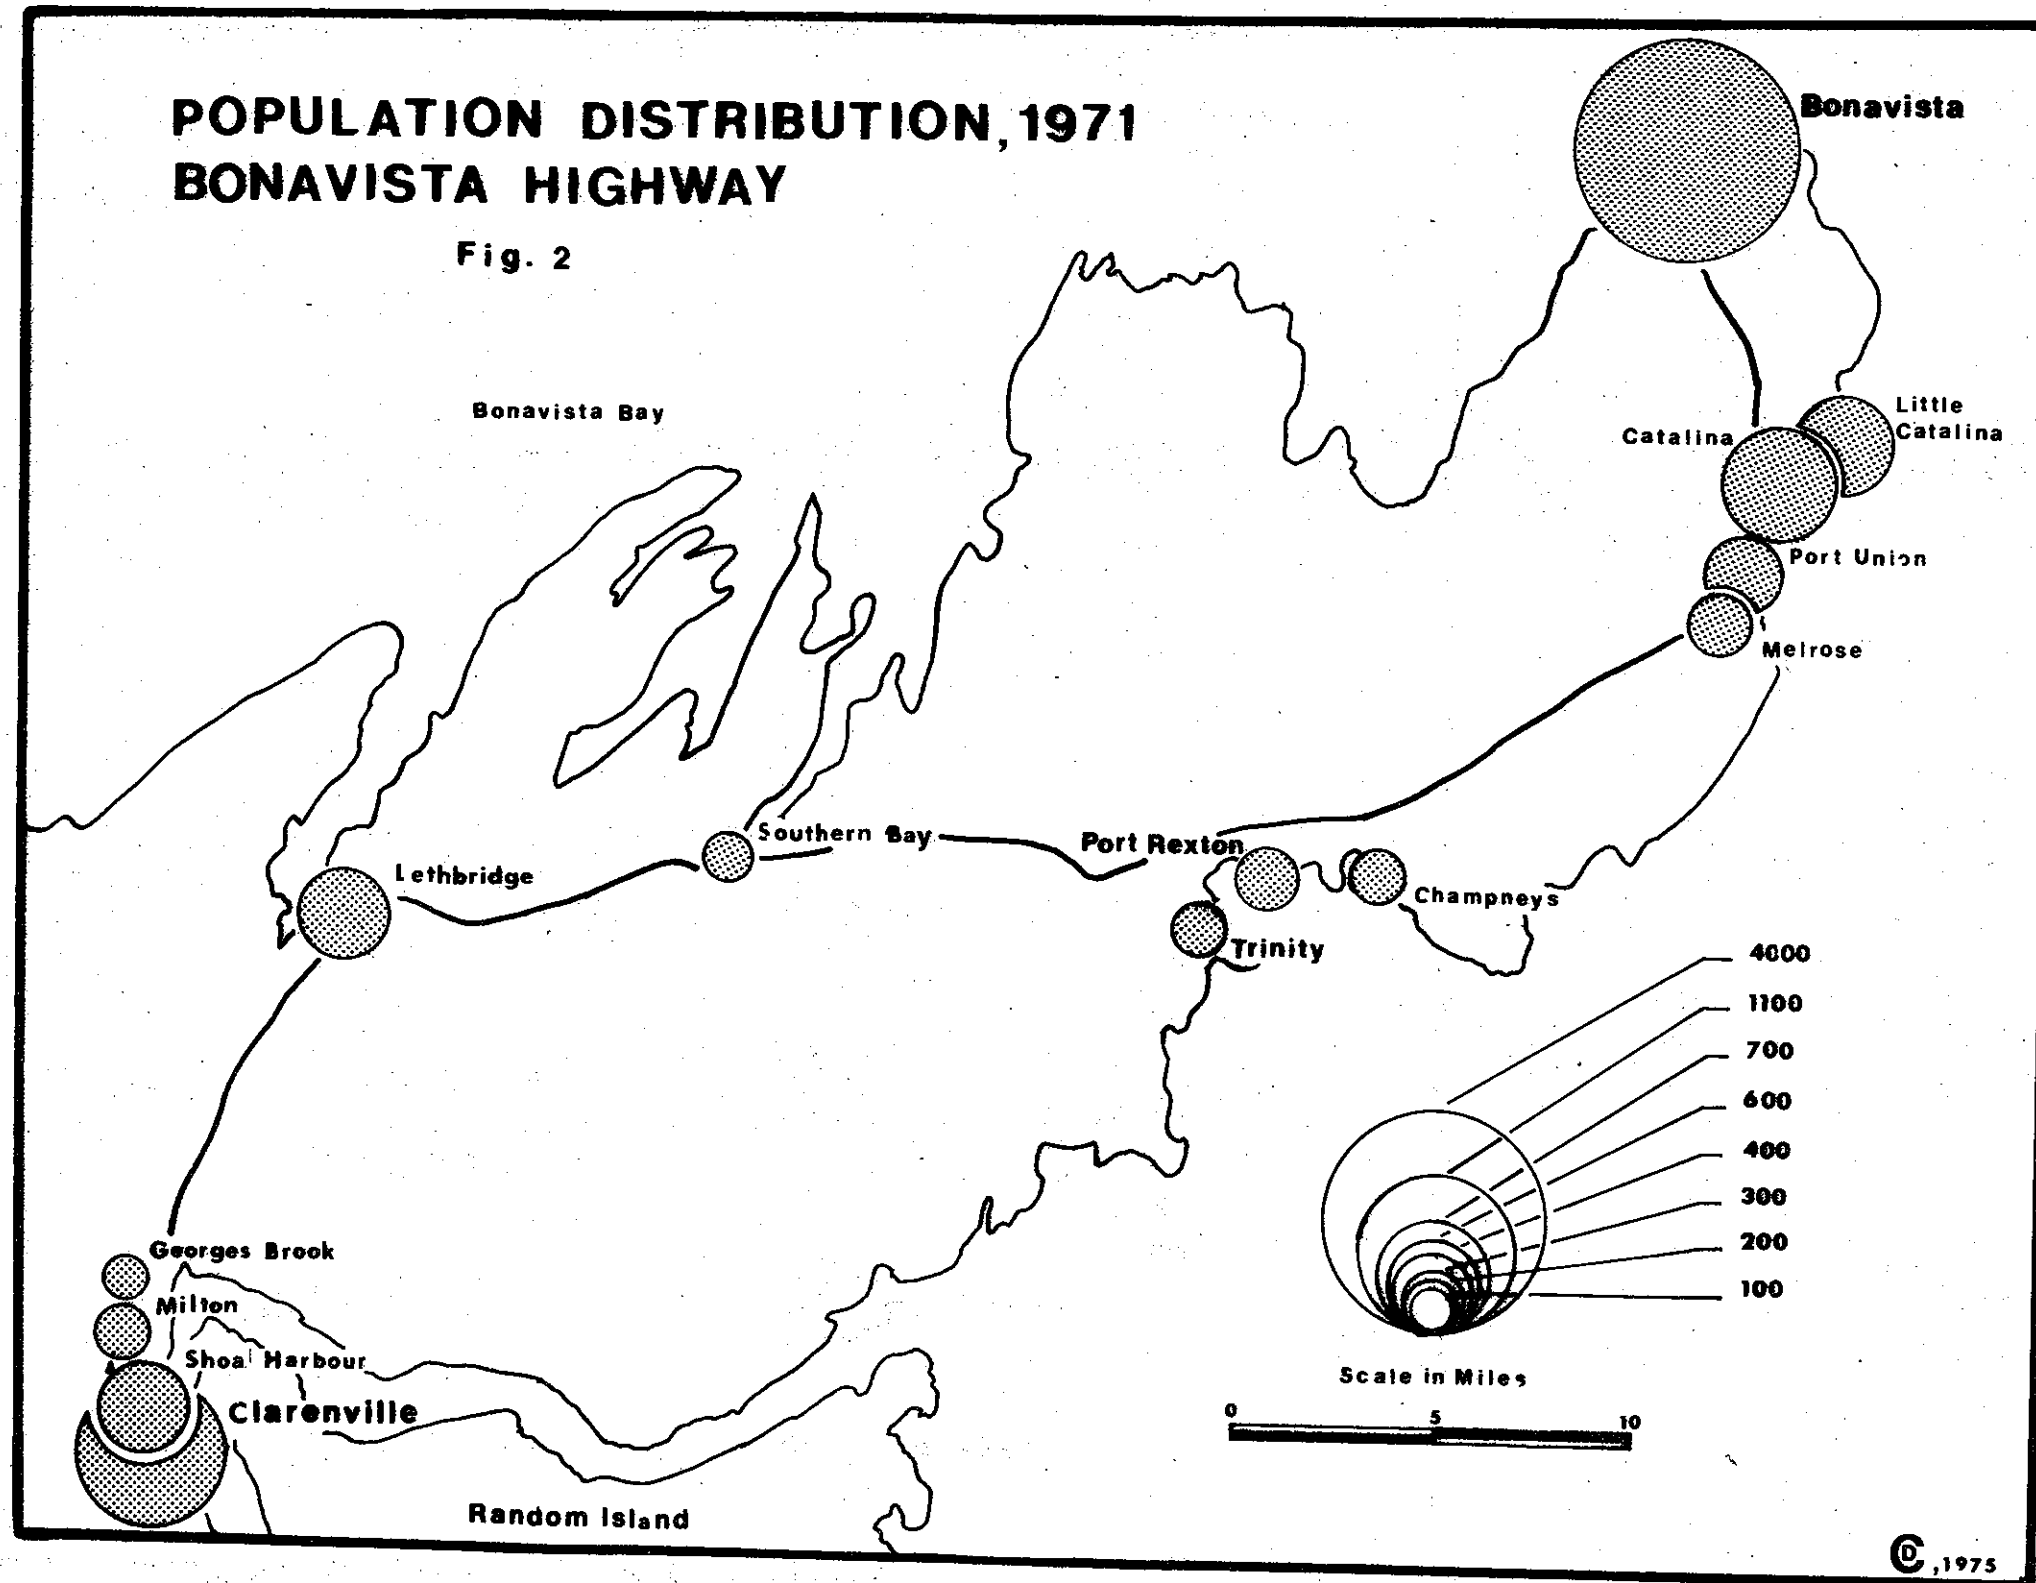 POPULATION DISTRIBUTION, 1971
BONAVISTA HIGHWAY
Fig. 2
Bonavista
Bonavista Bay
Little
Catalina
Catalina
Port Union
Melrose
Southern Bay
Port Rexton
Lethbridge
Champneys
Trinity
4000
1100
700
600
400
300
200
100
Georges Brook
Milton
Shoal Harbour
Clarenville
Scale in Miles
0 5 10
Random Island
CD, 1975